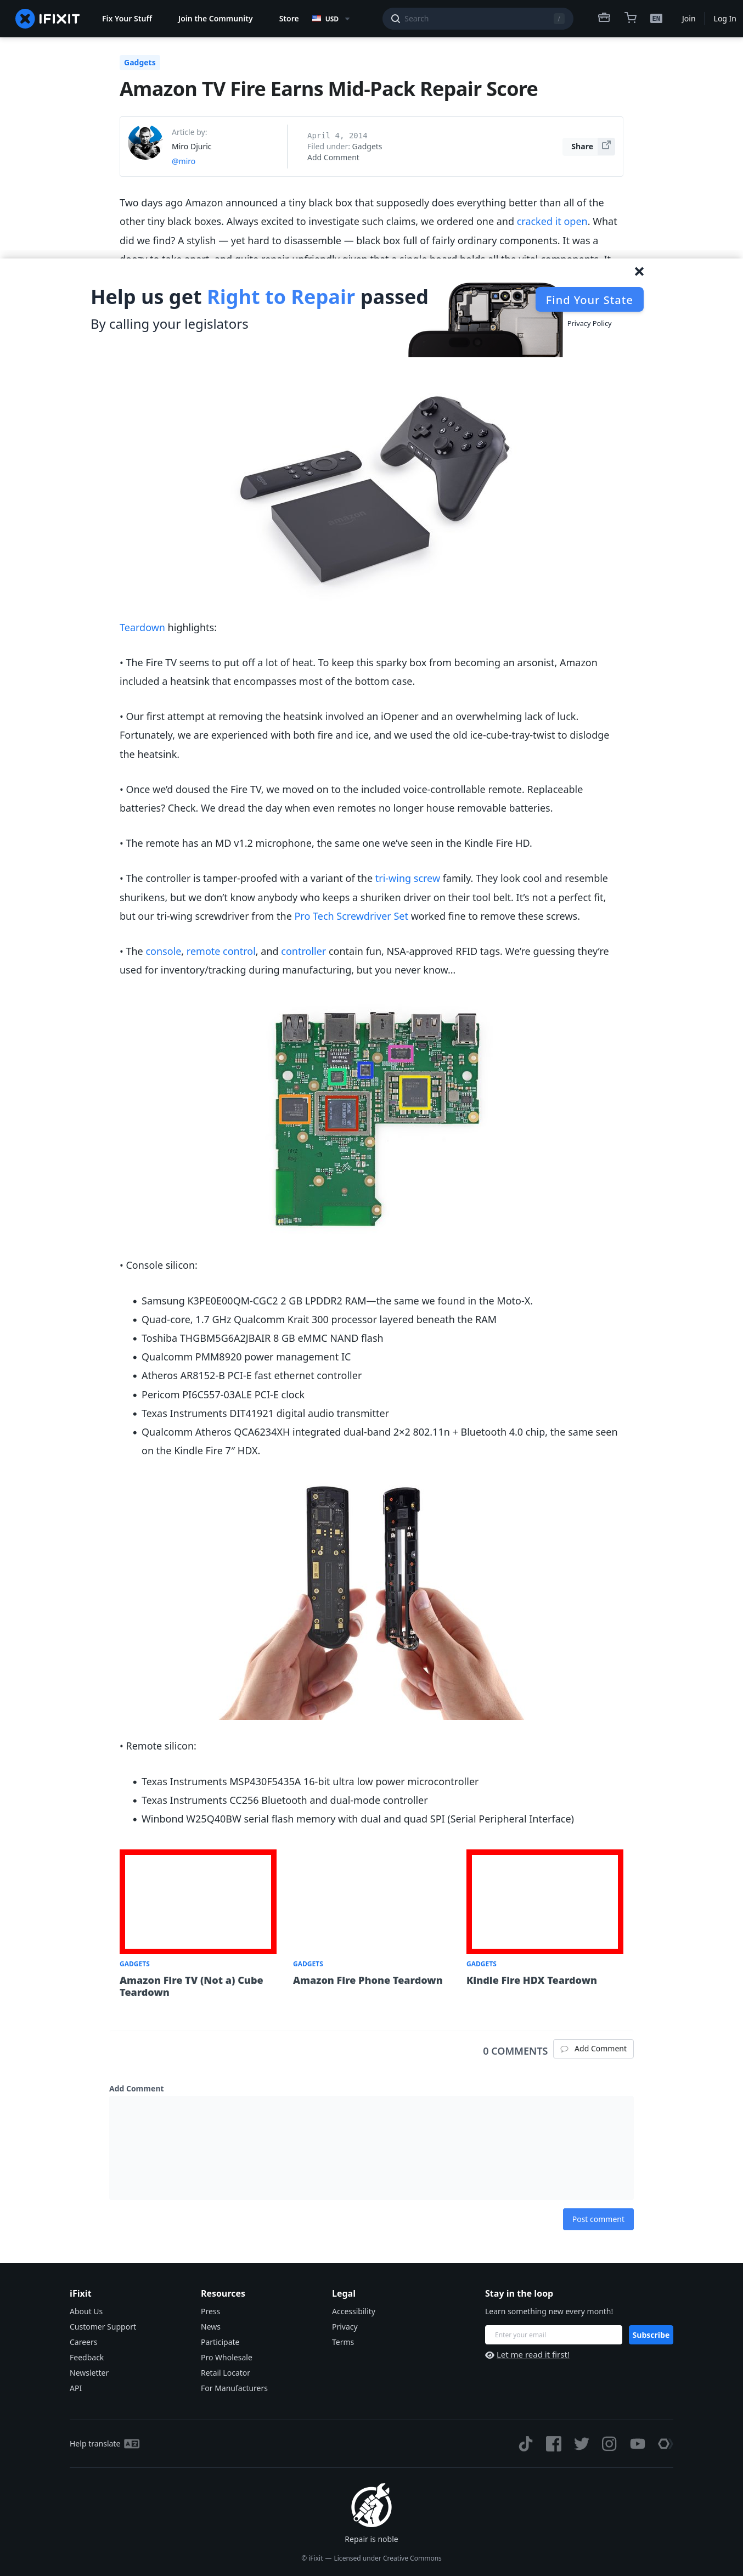 IFIXIT
Fix Your Stuff
Join the Community
Store
USD
Search
/
EN
Join
Log In
Gadgets
Amazon TV Fire Earns Mid-Pack Repair Score
Article by:
Miro Djuric
@miro
April 4, 2014
Filed under: Gadgets
Add Comment
Share
Two days ago Amazon announced a tiny black box that supposedly does everything better than all of the
other tiny black boxes. Always excited to investigate such claims, we ordered one and cracked it open. What
did we find? A stylish — yet hard to disassemble — black box full of fairly ordinary components. It was a
Help us get Right to Repair passed
By calling your legislators
Find Your State
Privacy Policy
Teardown highlights:
• The Fire TV seems to put off a lot of heat. To keep this sparky box from becoming an arsonist, Amazon
included a heatsink that encompasses most of the bottom case.
• Our first attempt at removing the heatsink involved an iOpener and an overwhelming lack of luck.
Fortunately, we are experienced with both fire and ice, and we used the old ice-cube-tray-twist to dislodge
the heatsink.
• Once we’d doused the Fire TV, we moved on to the included voice-controllable remote. Replaceable
batteries? Check. We dread the day when even remotes no longer house removable batteries.
• The remote has an MD v1.2 microphone, the same one we’ve seen in the Kindle Fire HD.
• The controller is tamper-proofed with a variant of the tri-wing screw family. They look cool and resemble
shurikens, but we don’t know anybody who keeps a shuriken driver on their tool belt. It’s not a perfect fit,
but our tri-wing screwdriver from the Pro Tech Screwdriver Set worked fine to remove these screws.
• The console, remote control, and controller contain fun, NSA-approved RFID tags. We’re guessing they’re
used for inventory/tracking during manufacturing, but you never know…
• Console silicon:
• Samsung K3PE0E00QM-CGC2 2 GB LPDDR2 RAM—the same we found in the Moto-X.
• Quad-core, 1.7 GHz Qualcomm Krait 300 processor layered beneath the RAM
• Toshiba THGBM5G6A2JBAIR 8 GB eMMC NAND flash
• Qualcomm PMM8920 power management IC
• Atheros AR8152-B PCI-E fast ethernet controller
• Pericom PI6C557-03ALE PCI-E clock
• Texas Instruments DIT41921 digital audio transmitter
• Qualcomm Atheros QCA6234XH integrated dual-band 2×2 802.11n + Bluetooth 4.0 chip, the same seen
on the Kindle Fire 7″ HDX.
• Remote silicon:
• Texas Instruments MSP430F5435A 16-bit ultra low power microcontroller
• Texas Instruments CC256 Bluetooth and dual-mode controller
• Winbond W25Q40BW serial flash memory with dual and quad SPI (Serial Peripheral Interface)
GADGETS
Amazon Fire TV (Not a) Cube
Teardown
GADGETS
Amazon Fire Phone Teardown
GADGETS
Kindle Fire HDX Teardown
0 COMMENTS
Add Comment
Add Comment
Post comment
iFixit
About Us
Customer Support
Careers
Feedback
Newsletter
API
Resources
Press
News
Participate
Pro Wholesale
Retail Locator
For Manufacturers
Legal
Accessibility
Privacy
Terms
Stay in the loop
Learn something new every month!
Enter your email
Subscribe
Let me read it first!
Help translate
Repair is noble
© iFixit — Licensed under Creative Commons